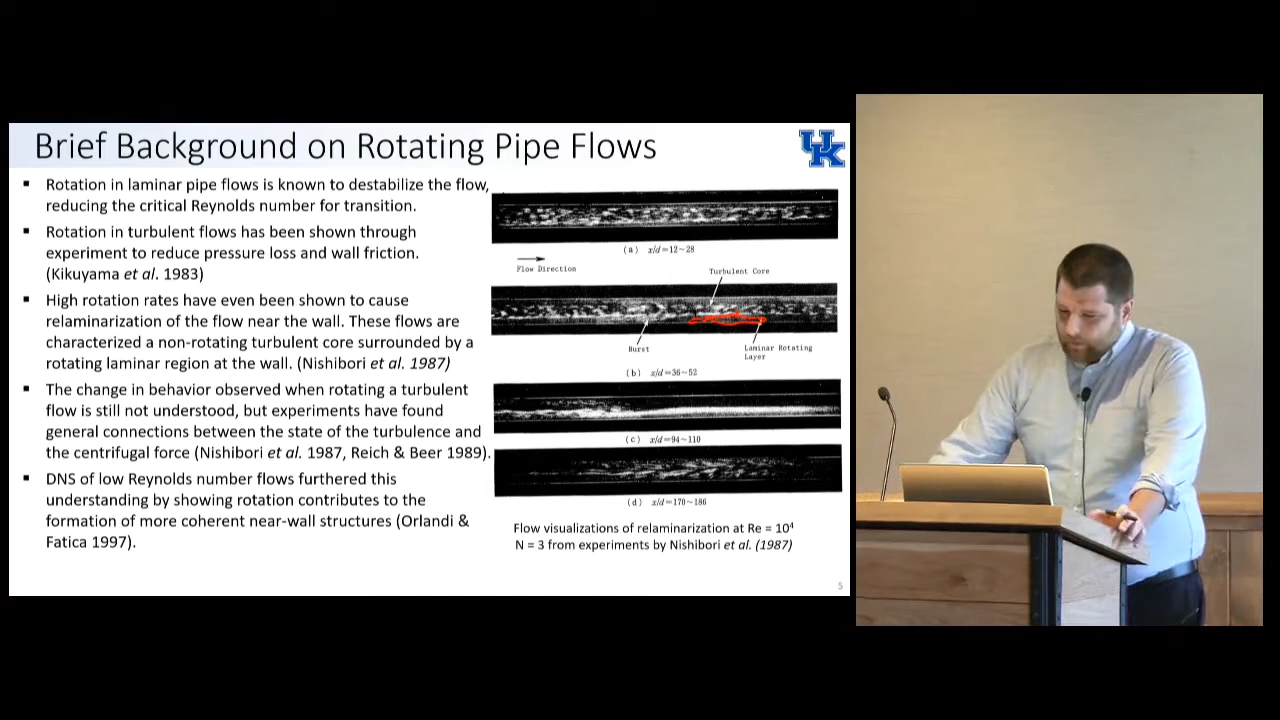 Brief Background on Rotating Pipe Flows
UK
▪ Rotation in laminar pipe flows is known to destabilize the flow,
reducing the critical Reynolds number for transition.
▪ Rotation in turbulent flows has been shown through
experiment to reduce pressure loss and wall friction.
(Kikuyama et al. 1983)
▪ High rotation rates have even been shown to cause
relaminarization of the flow near the wall. These flows are
characterized a non-rotating turbulent core surrounded by a
rotating laminar region at the wall. (Nishibori et al. 1987)
▪ The change in behavior observed when rotating a turbulent
flow is still not understood, but experiments have found
general connections between the state of the turbulence and
the centrifugal force (Nishibori et al. 1987, Reich & Beer 1989).
▪ DNS of low Reynolds number flows furthered this
understanding by showing rotation contributes to the
formation of more coherent near-wall structures (Orlandi &
Fatica 1997).
(a) x/d=12~28
Flow Direction
Turbulent Core
Burst
Laminar Rotating
Layer
(b) x/d=36~52
(c) x/d=94~110
(d) x/d=170~186
Flow visualizations of relaminarization at Re = 10⁴
N = 3 from experiments by Nishibori et al. (1987)
5